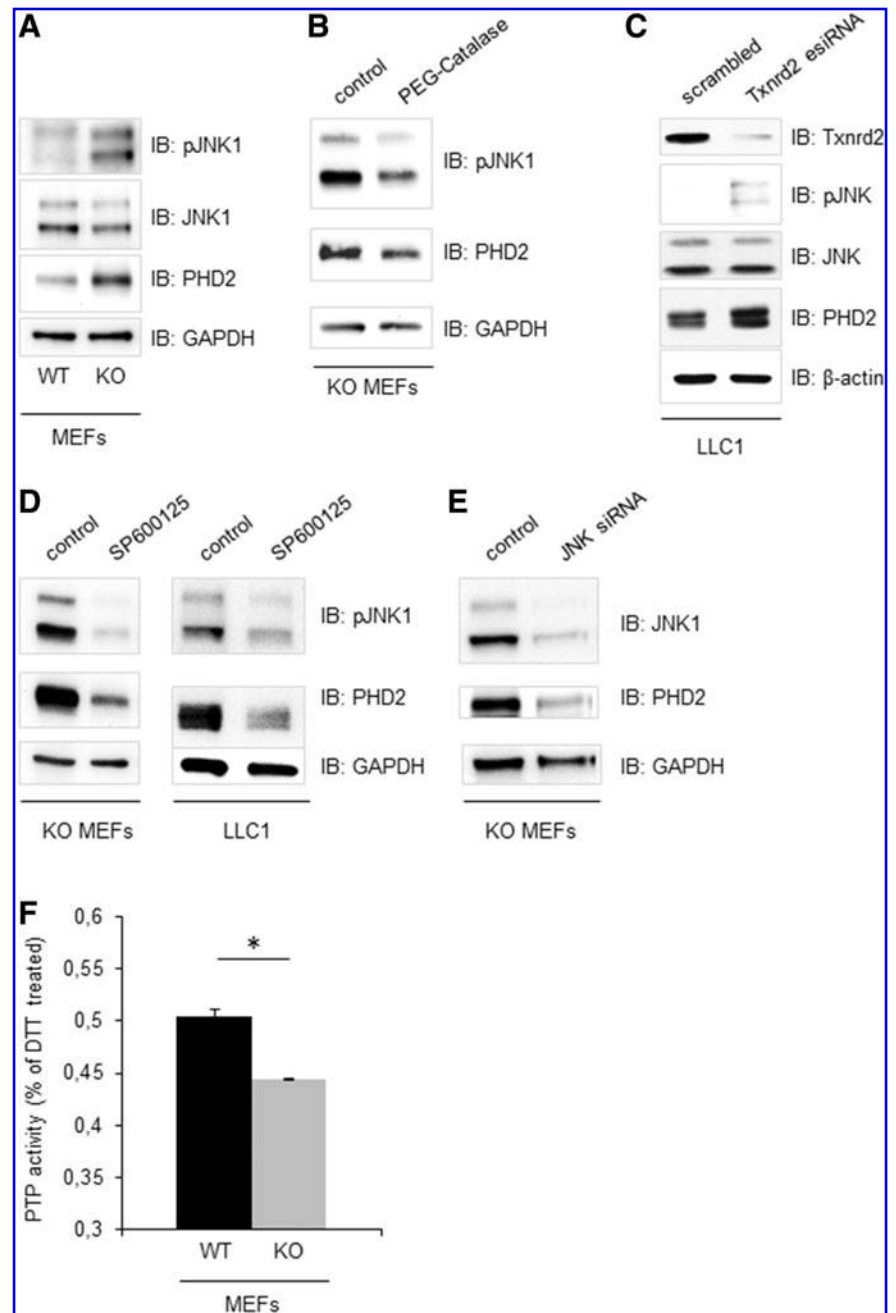 A
IB: pJNK1
IB: JNK1
IB: PHD2
IB: GAPDH
WT KO
MEFs
B
control PEG-Catalase
IB: pJNK1
IB: PHD2
IB: GAPDH
KO MEFs
C
scrambled Txnrd2 esiRNA
IB: Txnrd2
IB: pJNK
IB: JNK
IB: PHD2
IB: β-actin
LLC1
D
control SP600125 control SP600125
IB: pJNK1
IB: PHD2
IB: GAPDH
KO MEFs LLC1
E
control JNK siRNA
IB: JNK1
IB: PHD2
IB: GAPDH
KO MEFs
F
PTP activity (% of DTT treated)
0,6
0,55
0,5
0,45
0,4
0,35
0,3
*
WT KO
MEFs